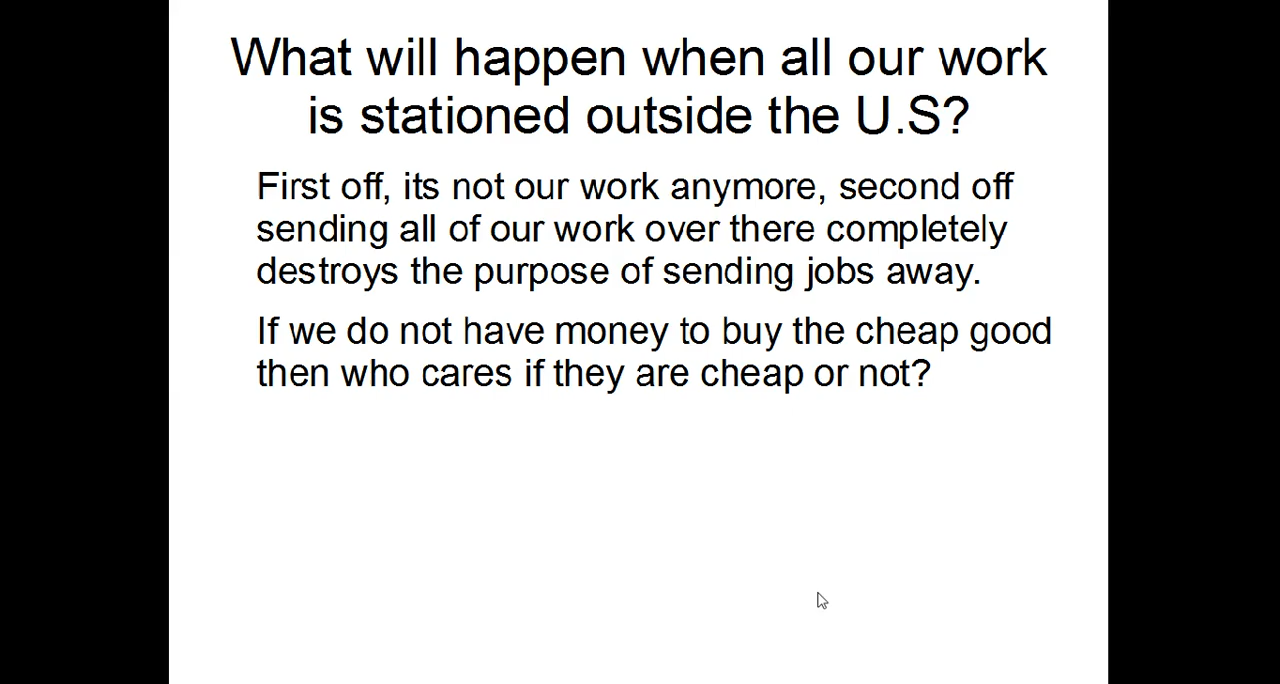 What will happen when all our work
is stationed outside the U.S?
First off, its not our work anymore, second off
sending all of our work over there completely
destroys the purpose of sending jobs away.
If we do not have money to buy the cheap good
then who cares if they are cheap or not?